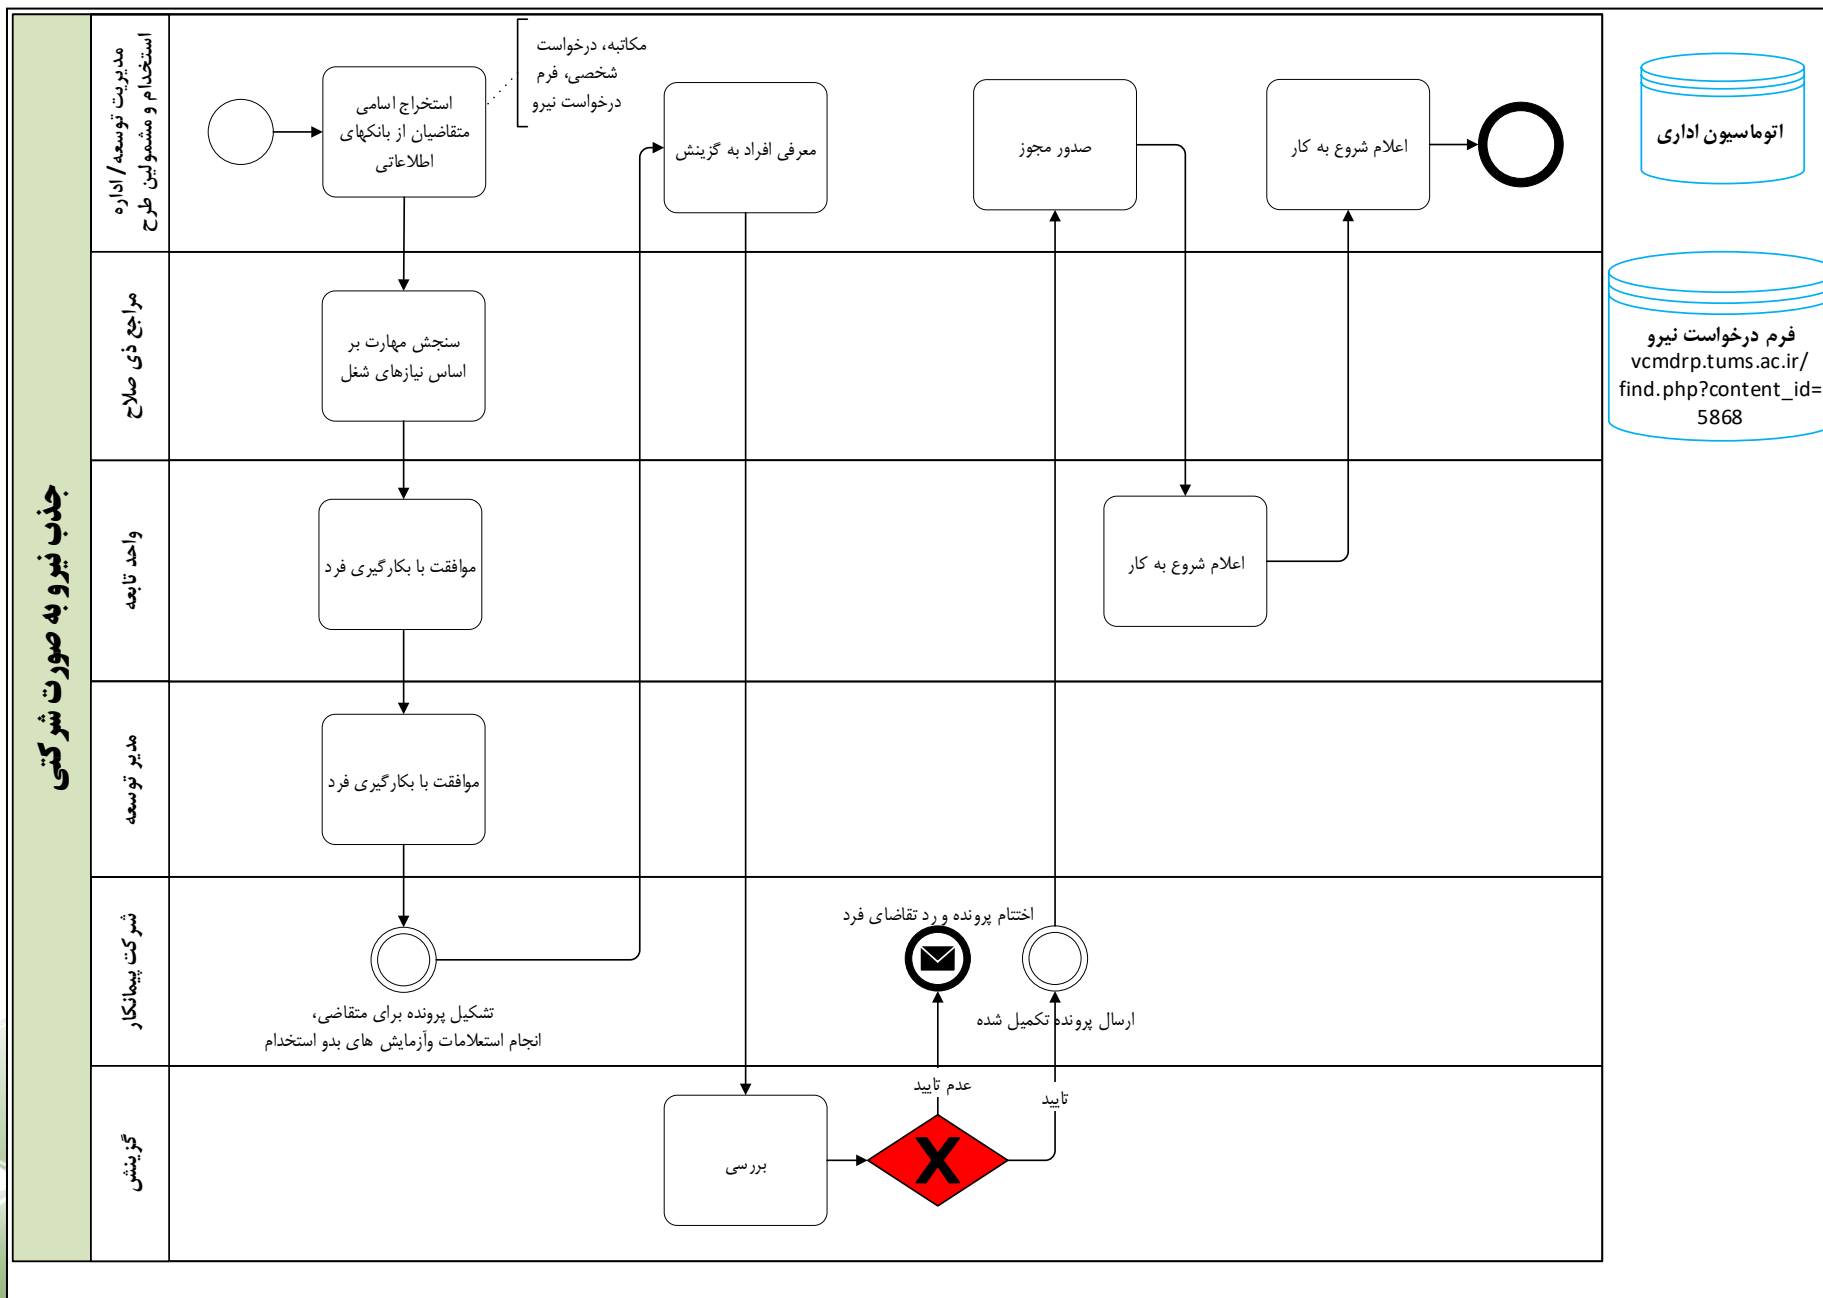 جذب نیرو به صورت شرکتی
مدیریت توسعه/ اداره
استخدام و مشمولین طرح
استخراج اسامی
متقاضیان از بانکهای
اطلاعاتی
مکاتبه، درخواست
شخصی، فرم
درخواست نیرو
معرفی افراد به گزینش
صدور مجوز
اعلام شروع به کار
اتوماسیون اداری
مراجع ذی صلاح
سنجش مهارت بر
اساس نیازهای شغل
فرم درخواست نیرو
vcmdrp.tums.ac.ir/
find.php?content_id=
5868
واحد تابعه
موافقت با بکارگیری فرد
اعلام شروع به کار
مدیر توسعه
موافقت با بکارگیری فرد
شرکت پیمانکار
تشکیل پرونده برای متقاضی،
انجام استعلامات وآزمایش های بدو استخدام
اختتام پرونده و رد تقاضای فرد
ارسال پرونده تکمیل شده
گزینش
بررسی
عدم تایید
تایید
X